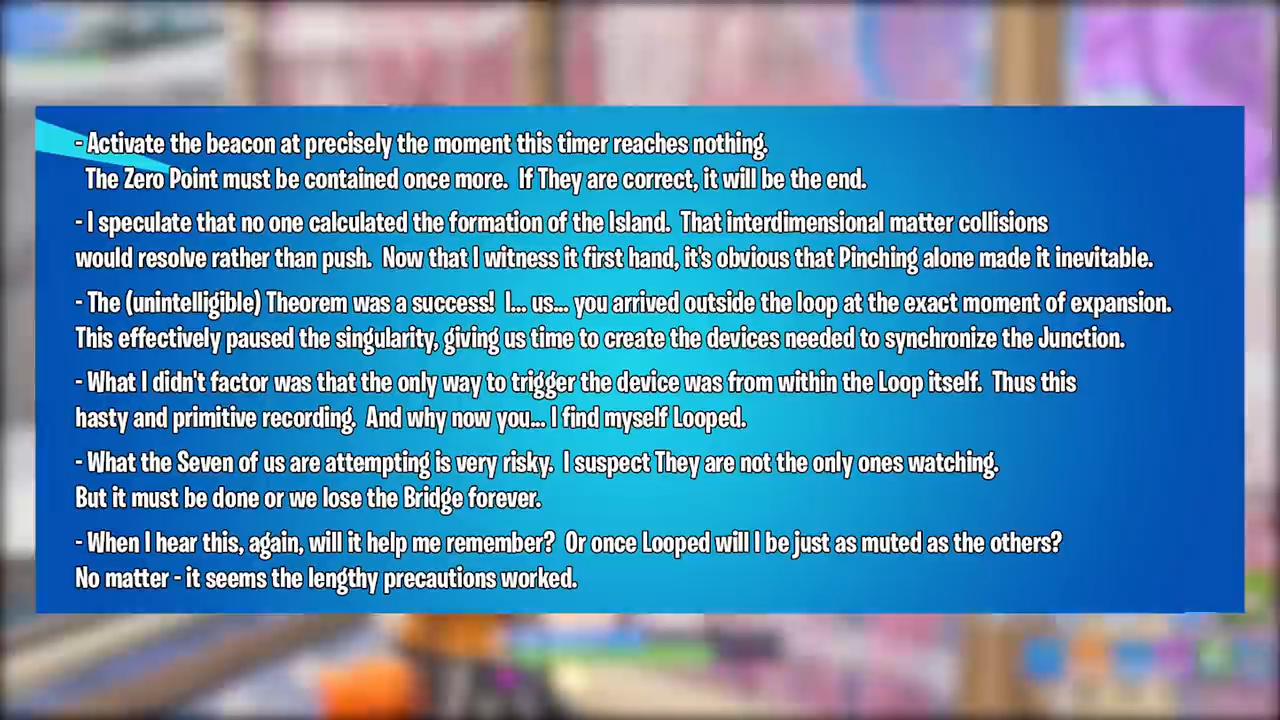 - Activate the beacon at precisely the moment this timer reaches nothing.
The Zero Point must be contained once more. If They are correct, it will be the end.
- I speculate that no one calculated the formation of the Island. That interdimensional matter collisions
would resolve rather than push. Now that I witness it first hand, it's obvious that Pinching alone made it inevitable.
- The (unintelligible) Theorem was a success! I... us... you arrived outside the loop at the exact moment of expansion.
This effectively paused the singularity, giving us time to create the devices needed to synchronize the Junction.
- What I didn't factor was that the only way to trigger the device was from within the Loop itself. Thus this
hasty and primitive recording. And why now you... I find myself Looped.
- What the Seven of us are attempting is very risky. I suspect They are not the only ones watching.
But it must be done or we lose the Bridge forever.
- When I hear this, again, will it help me remember? Or once Looped will I be just as muted as the others?
No matter - it seems the lengthy precautions worked.